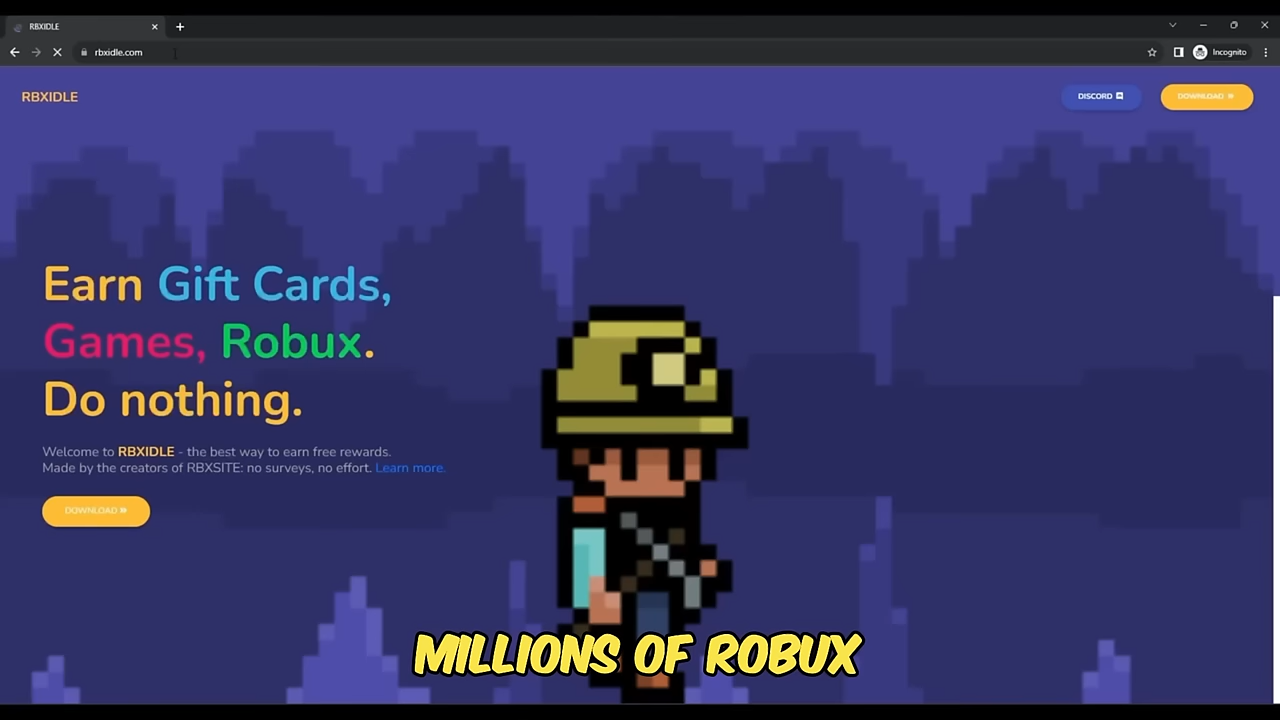 RBXIDLE
rbxidle.com
Incognito
RBXIDLE
DISCORD
DOWNLOAD
Earn Gift Cards,
Games, Robux.
Do nothing.
Welcome to RBXIDLE - the best way to earn free rewards.
Made by the creators of RBXSITE: no surveys, no effort. Learn more.
DOWNLOAD
MILLIONS OF ROBUX